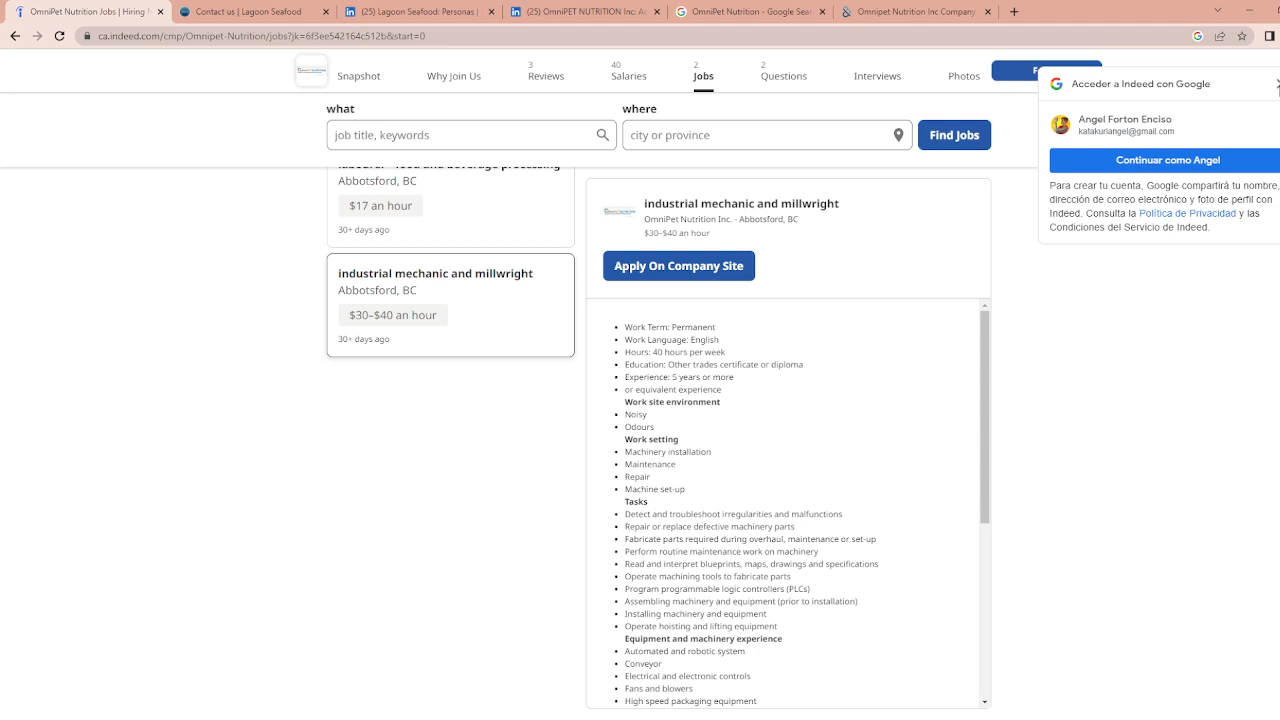 OmniPet Nutrition Jobs | Hiring
Contact us | Lagoon Seafood
(25) Lagoon Seafood: Personas |
(25) OmniPET NUTRITION Inc: Ac
OmniPet Nutrition - Google Sear
Omnipet Nutrition Inc Company
ca.indeed.com/cmp/Omnipet-Nutrition/jobs?jk=6f3ee542164c512b&start=0
Snapshot
Why Join Us
3
Reviews
40
Salaries
2
Jobs
2
Questions
Interviews
Photos
Acceder a Indeed con Google
Angel Forton Enciso
katakuriangel@gmail.com
Continuar como Angel
Para crear tu cuenta, Google compartirá tu nombre,
dirección de correo electrónico y foto de perfil con
Indeed. Consulta la Política de Privacidad y las
Condiciones del Servicio de Indeed.
what
where
job title, keywords
city or province
Find Jobs
labourer - food and beverage processing
Abbotsford, BC
$17 an hour
30+ days ago
industrial mechanic and millwright
Abbotsford, BC
$30–$40 an hour
30+ days ago
industrial mechanic and millwright
OmniPet Nutrition Inc. - Abbotsford, BC
$30–$40 an hour
Apply On Company Site
• Work Term: Permanent
• Work Language: English
• Hours: 40 hours per week
• Education: Other trades certificate or diploma
• Experience: 5 years or more
• or equivalent experience
Work site environment
• Noisy
• Odours
Work setting
• Machinery installation
• Maintenance
• Repair
• Machine set-up
Tasks
• Detect and troubleshoot irregularities and malfunctions
• Repair or replace defective machinery parts
• Fabricate parts required during overhaul, maintenance or set-up
• Perform routine maintenance work on machinery
• Read and interpret blueprints, maps, drawings and specifications
• Operate machining tools to fabricate parts
• Program programmable logic controllers (PLCs)
• Assembling machinery and equipment (prior to installation)
• Installing machinery and equipment
• Operate hoisting and lifting equipment
Equipment and machinery experience
• Automated and robotic system
• Conveyor
• Electrical and electronic controls
• Fans and blowers
• High speed packaging equipment